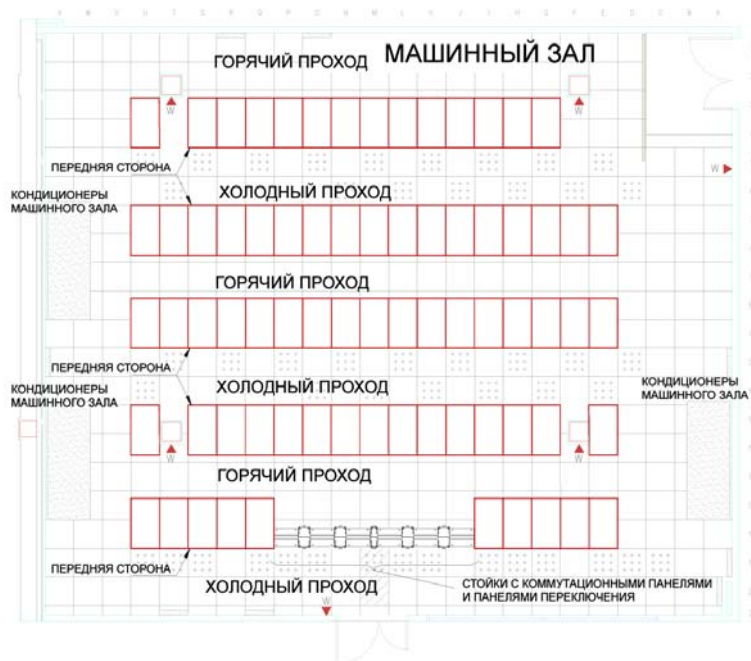 ГОРЯЧИЙ ПРОХОД
МАШИННЫЙ ЗАЛ
W
W
ПЕРЕДНЯЯ СТОРОНА
W
КОНДИЦИОНЕРЫ
МАШИННОГО ЗАЛА
ХОЛОДНЫЙ ПРОХОД
ГОРЯЧИЙ ПРОХОД
ПЕРЕДНЯЯ СТОРОНА
ХОЛОДНЫЙ ПРОХОД
КОНДИЦИОНЕРЫ
МАШИННОГО ЗАЛА
КОНДИЦИОНЕРЫ
МАШИННОГО ЗАЛА
W
W
ГОРЯЧИЙ ПРОХОД
ПЕРЕДНЯЯ СТОРОНА
ХОЛОДНЫЙ ПРОХОД
СТОЙКИ С КОММУТАЦИОННЫМИ ПАНЕЛЯМИ
И ПАНЕЛЯМИ ПЕРЕКЛЮЧЕНИЯ
W